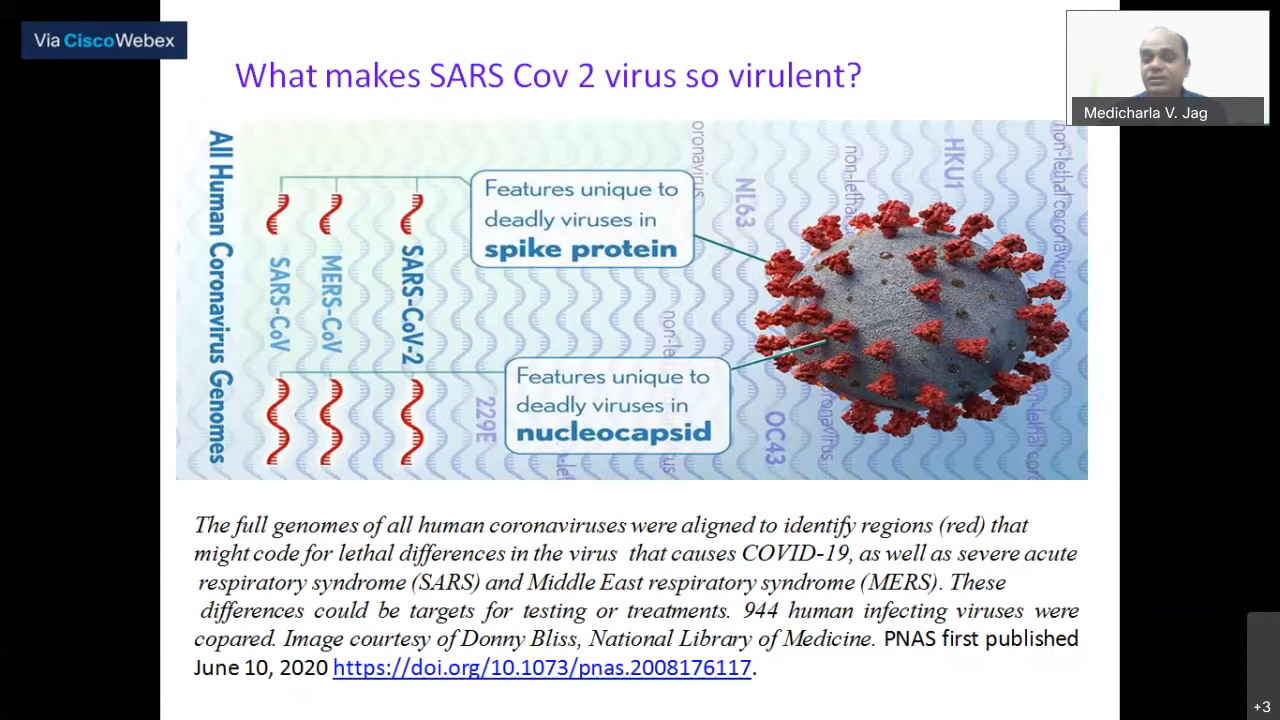 Via CiscoWebex
What makes SARS Cov 2 virus so virulent?
Medicharla V. Jag
All Human Coronavirus Genomes
SARS-CoV
MERS-CoV
SARS-CoV-2
Features unique to
deadly viruses in
spike protein
Features unique to
deadly viruses in
nucleocapsid
229E
oronavirus
NL63
non-letha
HKU1
non-lethal coronavirus
OC43
The full genomes of all human coronaviruses were aligned to identify regions (red) that
might code for lethal differences in the virus that causes COVID-19, as well as severe acute
respiratory syndrome (SARS) and Middle East respiratory syndrome (MERS). These
differences could be targets for testing or treatments. 944 human infecting viruses were
copared. Image courtesy of Donny Bliss, National Library of Medicine. PNAS first published
June 10, 2020 https://doi.org/10.1073/pnas.2008176117.
+3